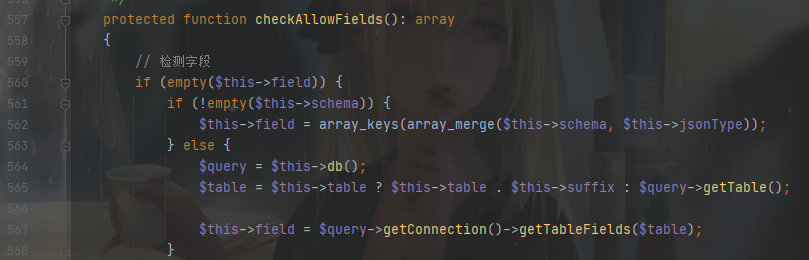 556 */
557 protected function checkAllowFields(): array
558 {
559 // 检测字段
560 if (empty($this->field)) {
561 if (!empty($this->schema)) {
562 $this->field = array_keys(array_merge($this->schema, $this->jsonType));
563 } else {
564 $query = $this->db();
565 $table = $this->table ? $this->table . $this->suffix : $query->getTable();
566
567 $this->field = $query->getConnection()->getTableFields($table);
568 }